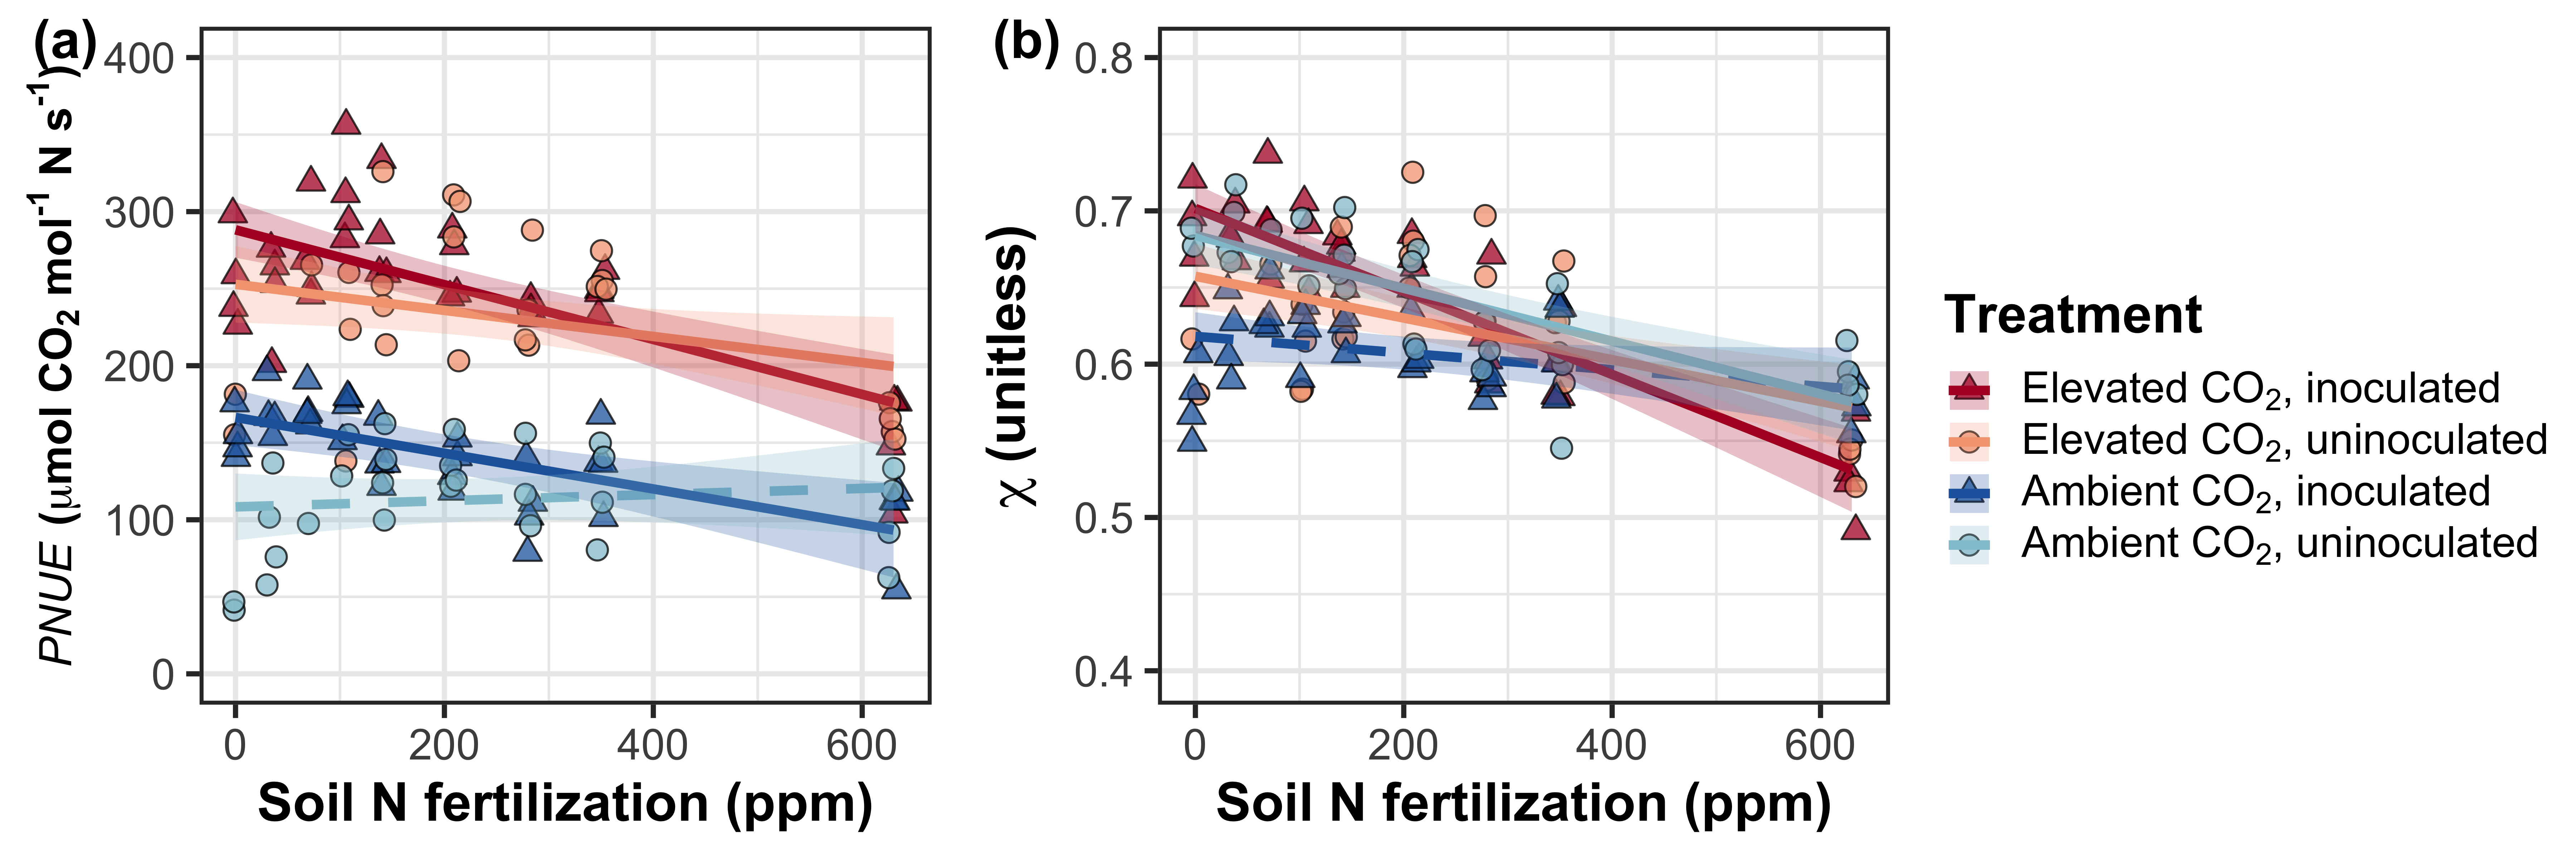 (a)
PNUE (μmol CO₂ mol⁻¹ N s⁻¹)
400
300
200
100
0
0 200 400 600
Soil N fertilization (ppm)
(b)
χ (unitless)
0.8
0.7
0.6
0.5
0.4
0 200 400 600
Soil N fertilization (ppm)
Treatment
Elevated CO₂, inoculated
Elevated CO₂, uninoculated
Ambient CO₂, inoculated
Ambient CO₂, uninoculated